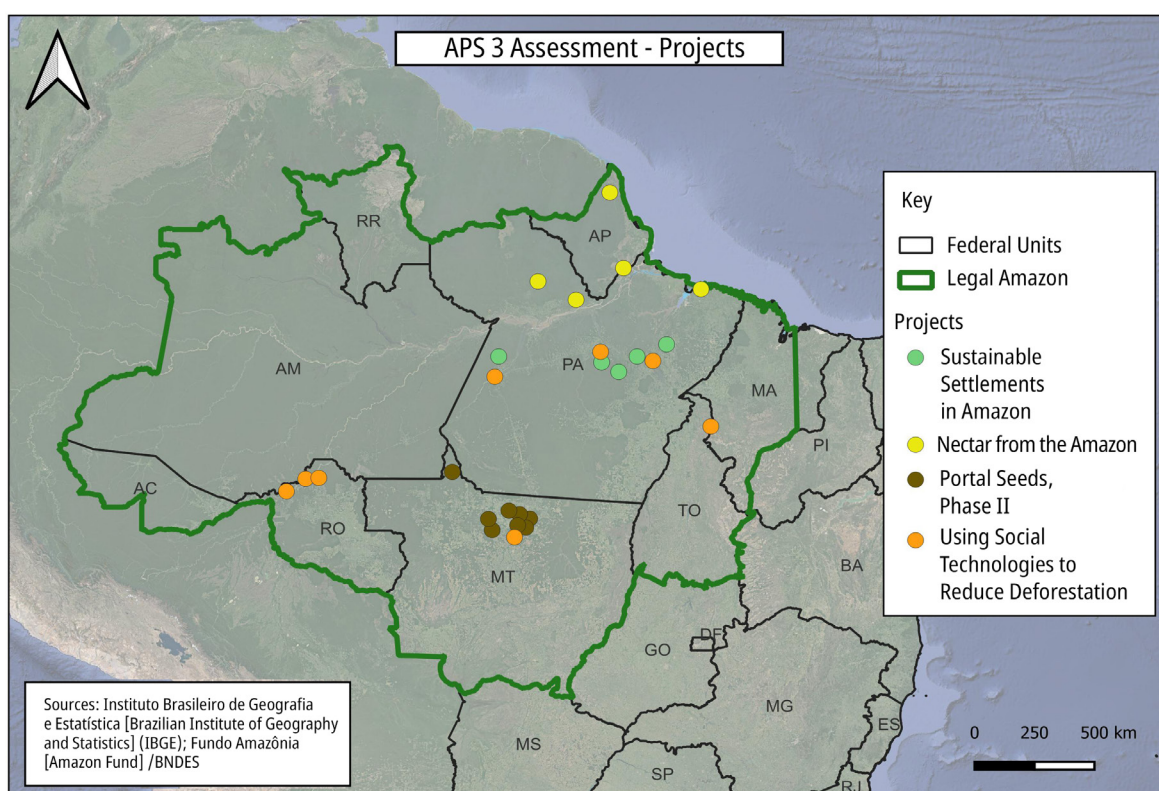 APS 3 Assessment - Projects
RR
AP
AM
PA
MA
PI
AC
RO
TO
MT
BA
GO
DF
MG
ES
MS
SP
RJ
Key
Federal Units
Legal Amazon
Projects
Sustainable
Settlements
in Amazon
Nectar from the Amazon
Portal Seeds,
Phase II
Using Social
Technologies to
Reduce Deforestation
Sources: Instituto Brasileiro de Geografia
e Estatística [Brazilian Institute of Geography
and Statistics] (IBGE); Fundo Amazônia
[Amazon Fund] /BNDES
0 250 500 km